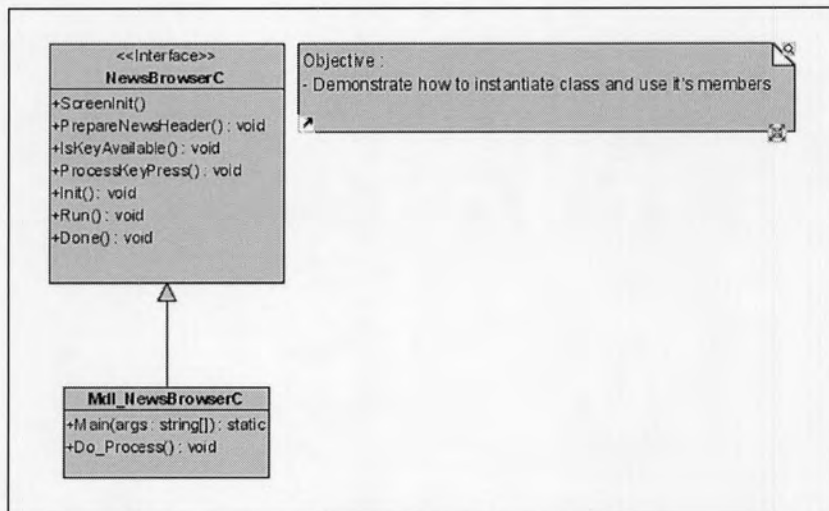 <<Interface>>
NewsBrowserC
+ScreenInit()
+PrepareNewsHeader() : void
+IsKeyAvailable() : void
+ProcessKeyPress() : void
+Init() : void
+Run() : void
+Done() : void
Objective :
- Demonstrate how to instantiate class and use it's members
Mdl_NewsBrowserC
+Main(args : string[]) : static
+Do_Process() : void